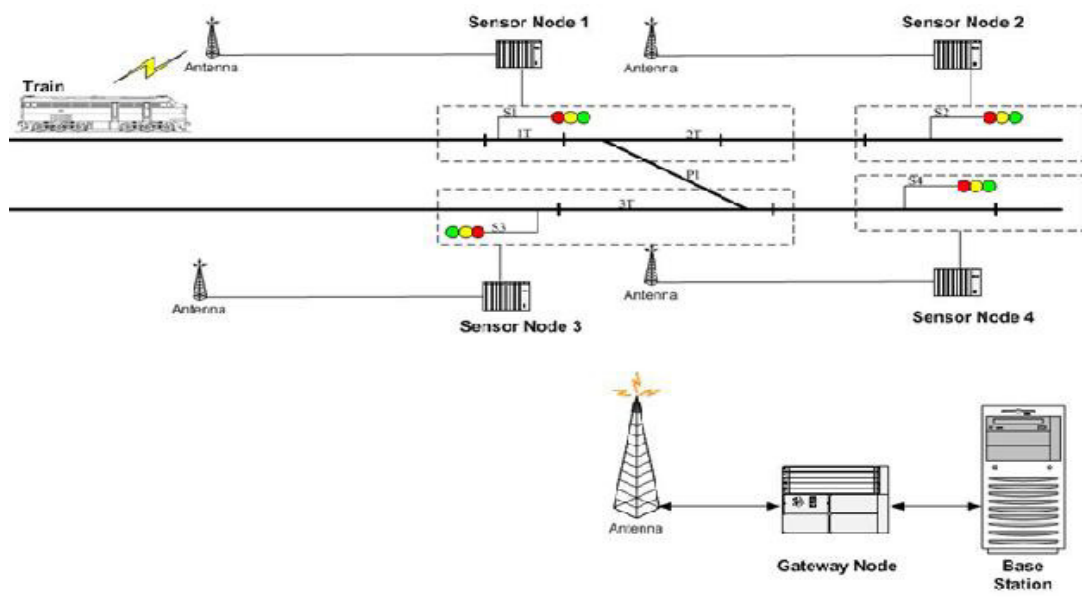 Sensor Node 1
Sensor Node 2
Antenna
Antenna
Train
S1
S2
1T
2T
P1
S4
3T
S3
Antenna
Antenna
Sensor Node 3
Sensor Node 4
Antenna
Gateway Node
Base
Station